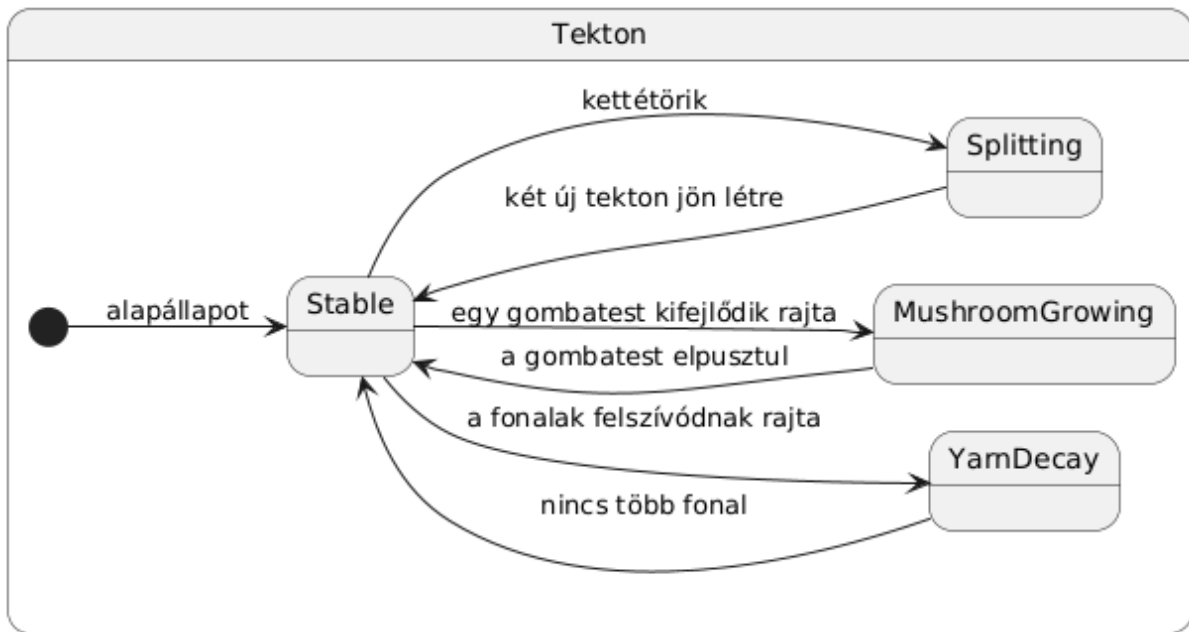 Tekton
kettétörik
Splitting
két új tekton jön létre
alapállapot
Stable
egy gombatest kifejlődik rajta
MushroomGrowing
a gombatest elpusztul
a fonalak felszívódnak rajta
YarnDecay
nincs több fonal